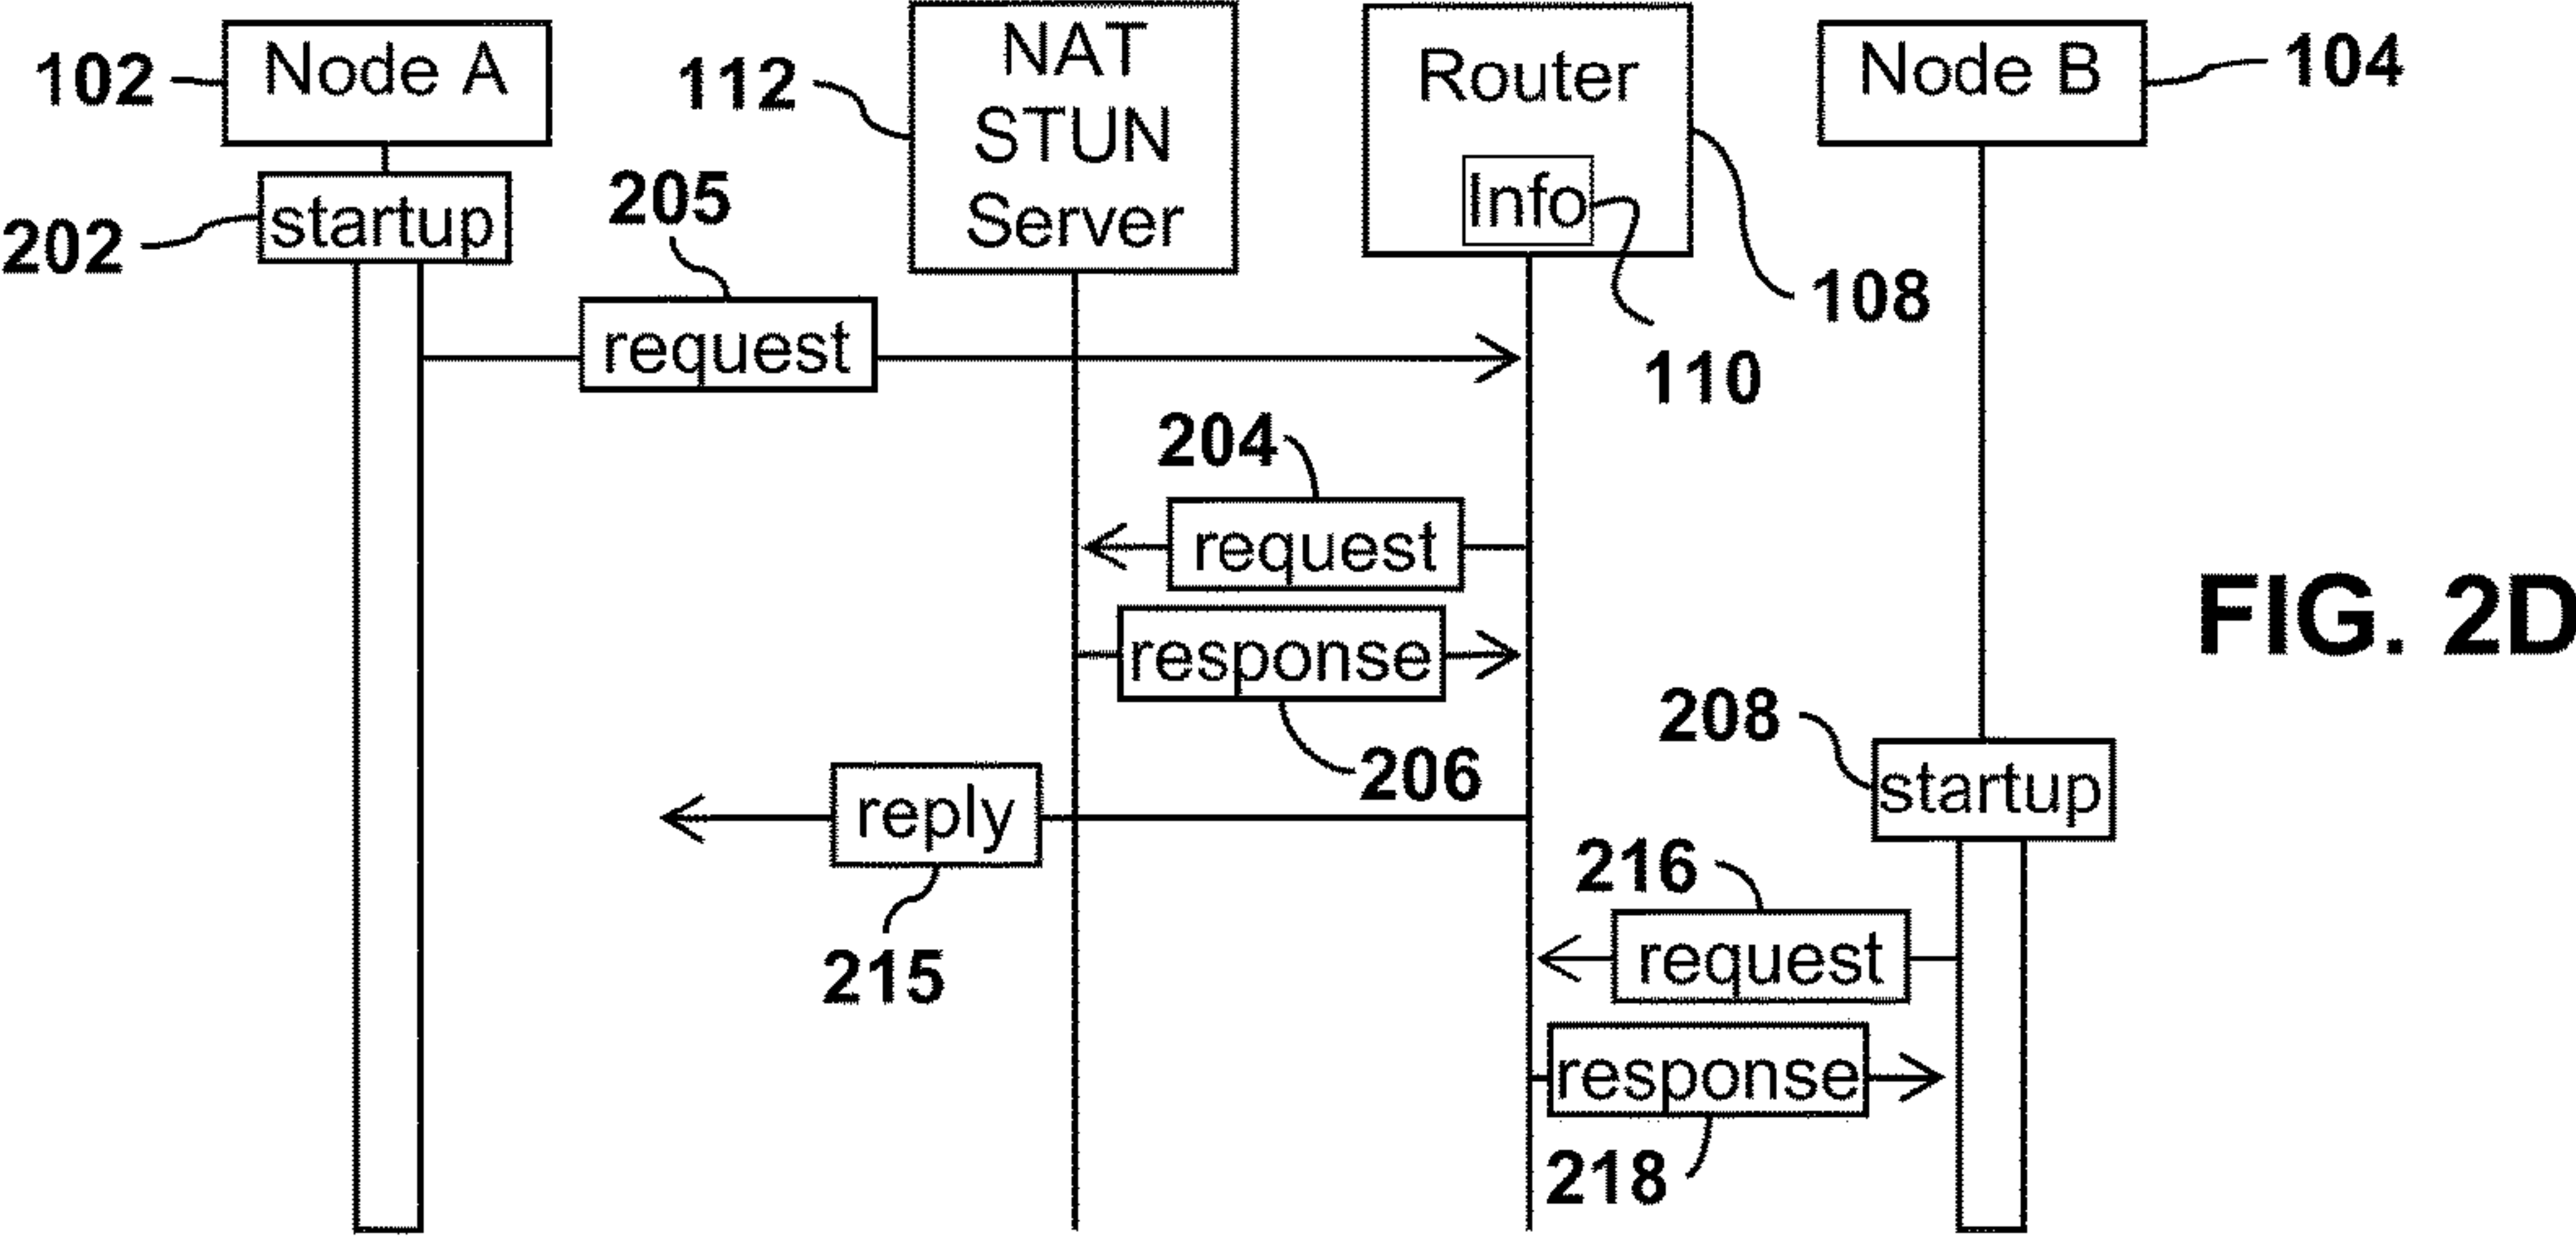 102
Node A
112
NAT
STUN
Server
Router
Info
Node B
104
202
startup
205
request
108
110
204
request
FIG. 2D
response
206
208
startup
reply
215
216
request
response
218